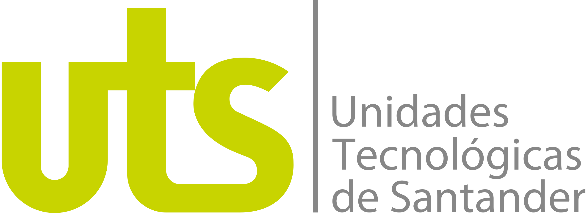 uts
Unidades
Tecnológicas
de Santander